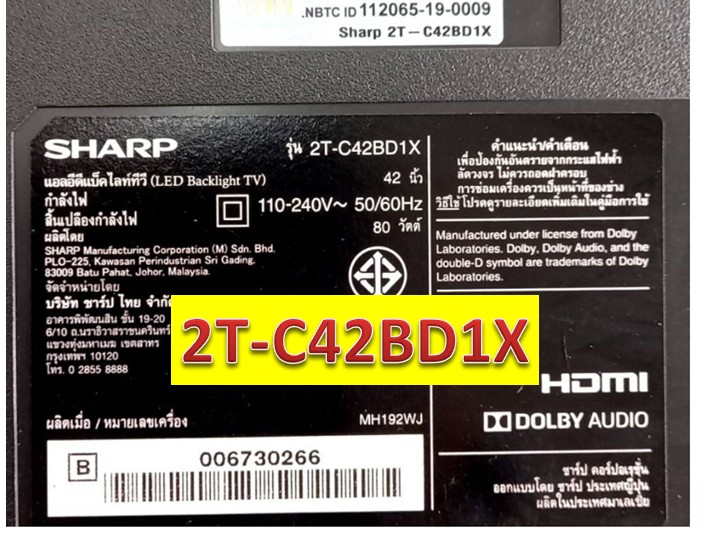 .NBTC ID 112065-19-0009
Sharp 2T-C42BD1X
SHARP
รุ่น 2T-C42BD1X
แอลอีดีแบ็คไลท์ทีวี (LED Backlight TV)
42 นิ้ว
กำลังไฟ
110-240V~ 50/60Hz
สิ้นเปลืองกำลังไฟ
80 วัตต์
ผลิตโดย
SHARP Manufacturing Corporation (M) Sdn. Bhd.
PLO-225, Kawasan Perindustrian Sri Gading,
83009 Batu Pahat, Johor, Malaysia.
จัดจำหน่ายโดย
บริษัท ชาร์ป ไทย จำกัด
อาคารพิพัฒนสิน ชั้น 19-20
6/10 ถ.นราธิวาสราชนครินทร์
แขวงทุ่งมหาเมฆ เขตสาทร
กรุงเทพฯ 10120
โทร. 0 2855 8888
2T-C42BD1X
ผลิตเมื่อ / หมายเลขเครื่อง
MH192WJ
B
006730266
คำแนะนำ/คำเตือน
เพื่อป้องกันอันตรายจากกระแสไฟฟ้า
ลัดวงจร ไม่ควรถอดฝาครอบ
การซ่อมเครื่องควรเป็นหน้าที่ของช่าง
วิธีใช้ โปรดดูรายละเอียดเพิ่มเติมในคู่มือการใช้
Manufactured under license from Dolby
Laboratories. Dolby, Dolby Audio, and the
double-D symbol are trademarks of Dolby
Laboratories.
HDMI
DOLBY AUDIO
ชาร์ป คอร์ปอเรชั่น
ออกแบบโดย ชาร์ป ประเทศญี่ปุ่น
ผลิตในประเทศมาเลเซีย